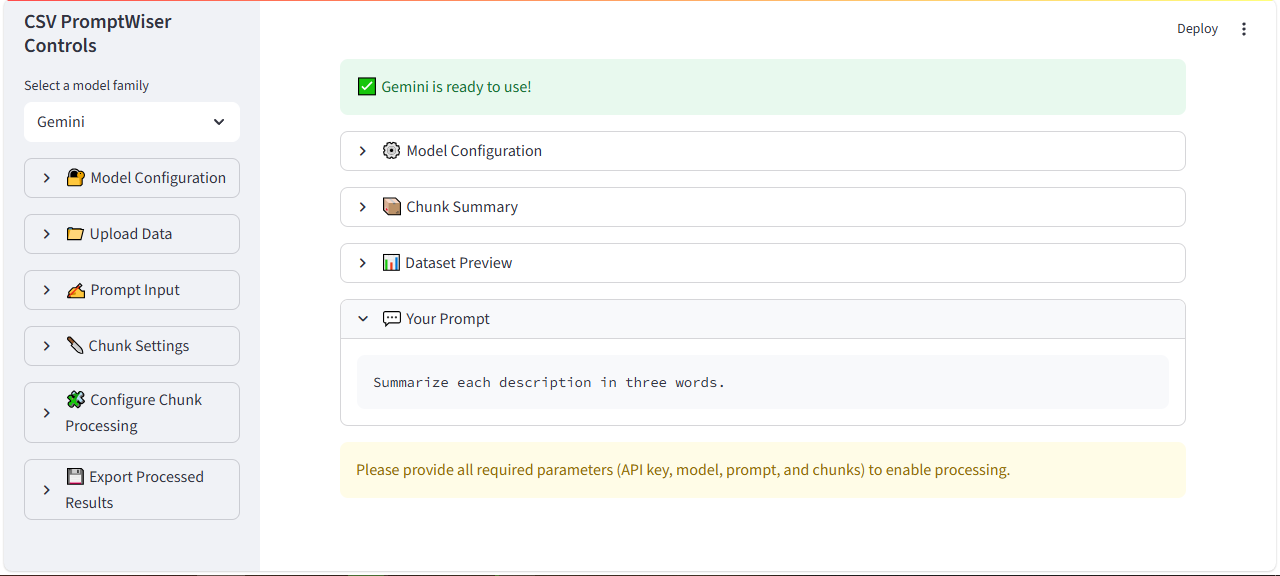 CSV PromptWiser
Controls
Select a model family
Gemini
Model Configuration
Upload Data
Prompt Input
Chunk Settings
Configure Chunk
Processing
Export Processed
Results
Deploy
Gemini is ready to use!
Model Configuration
Chunk Summary
Dataset Preview
Your Prompt
Summarize each description in three words.
Please provide all required parameters (API key, model, prompt, and chunks) to enable processing.